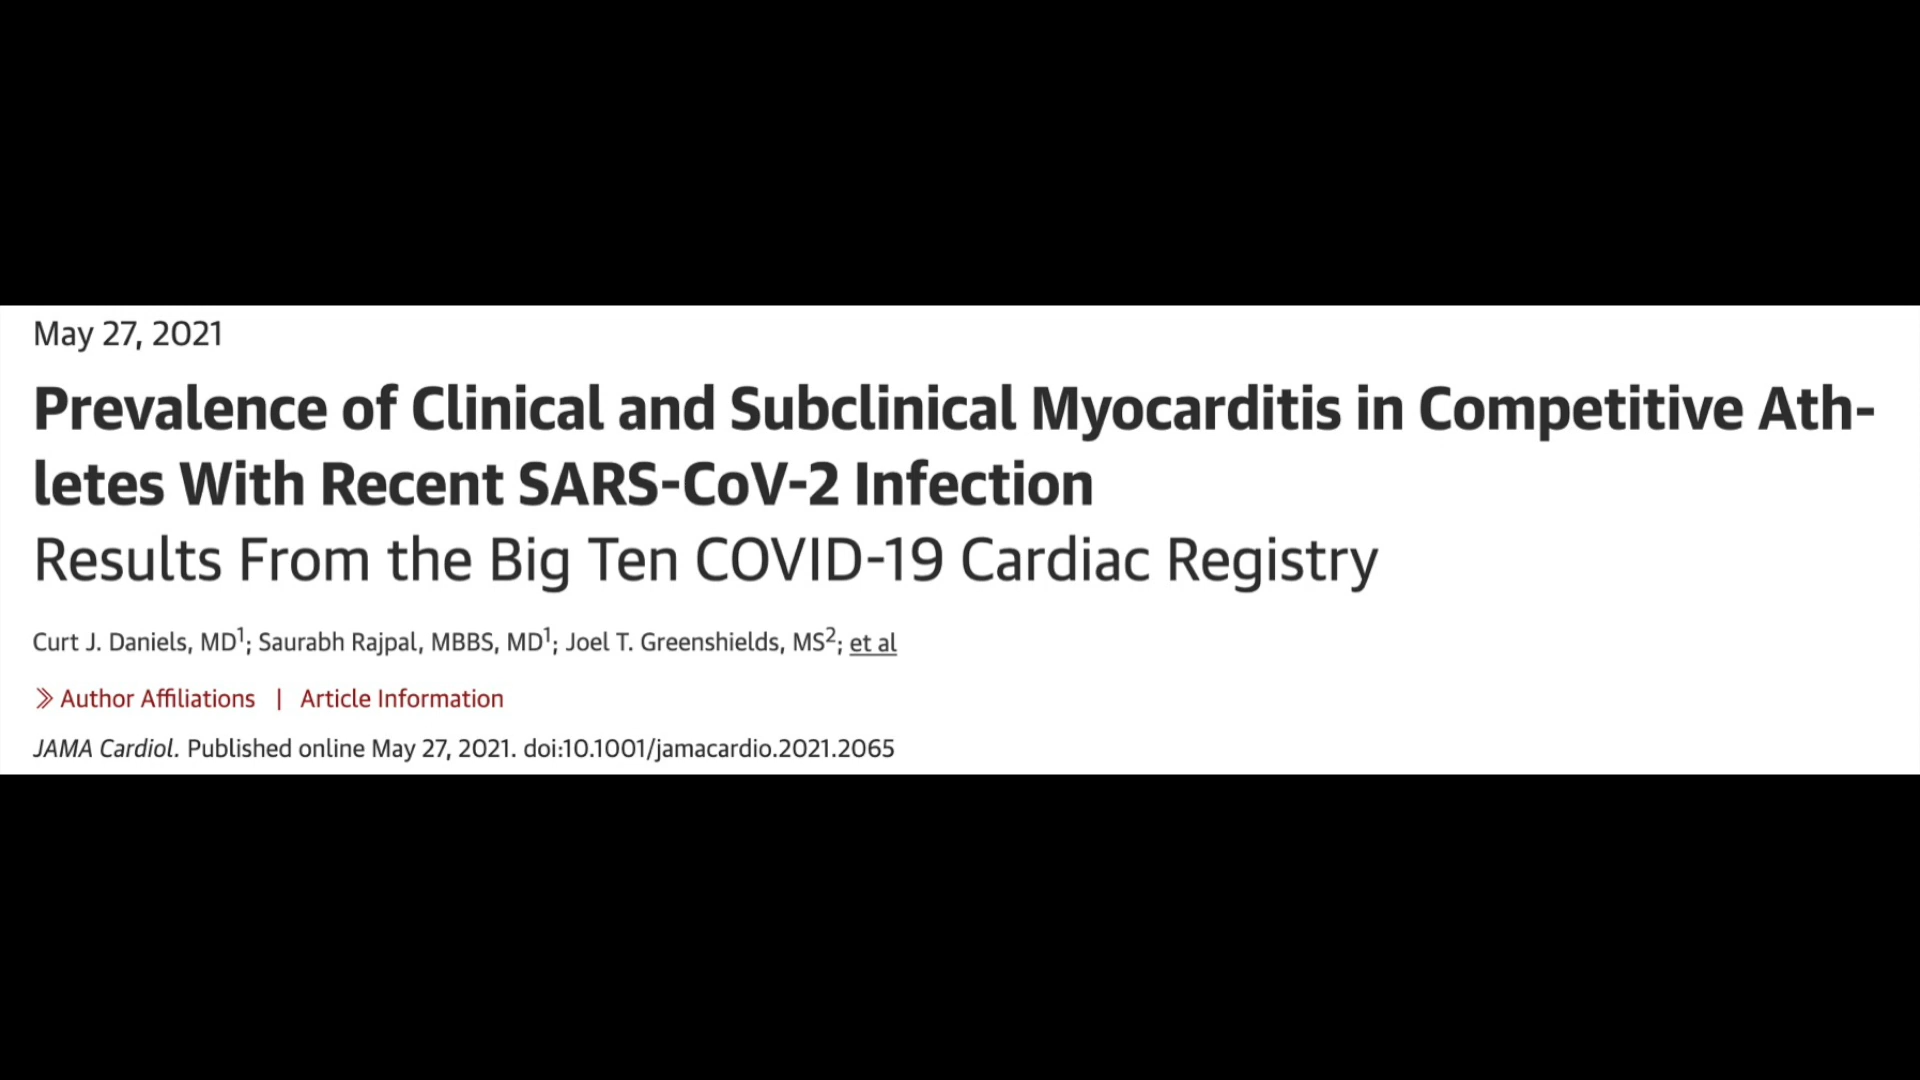 May 27, 2021
Prevalence of Clinical and Subclinical Myocarditis in Competitive Ath-
letes With Recent SARS-CoV-2 Infection
Results From the Big Ten COVID-19 Cardiac Registry
Curt J. Daniels, MD1; Saurabh Rajpal, MBBS, MD1; Joel T. Greenshields, MS2; et al
≫ Author Affiliations | Article Information
JAMA Cardiol. Published online May 27, 2021. doi:10.1001/jamacardio.2021.2065